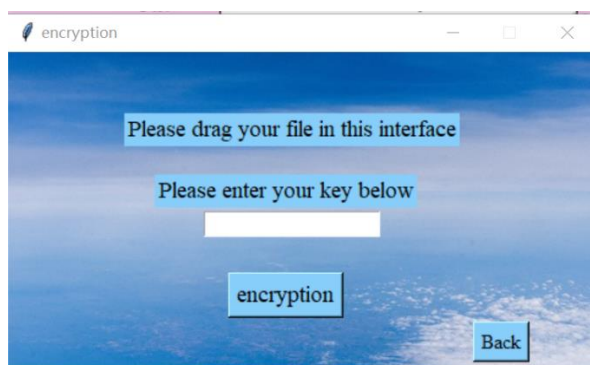 encryption
Please drag your file in this interface
Please enter your key below
encryption
Back